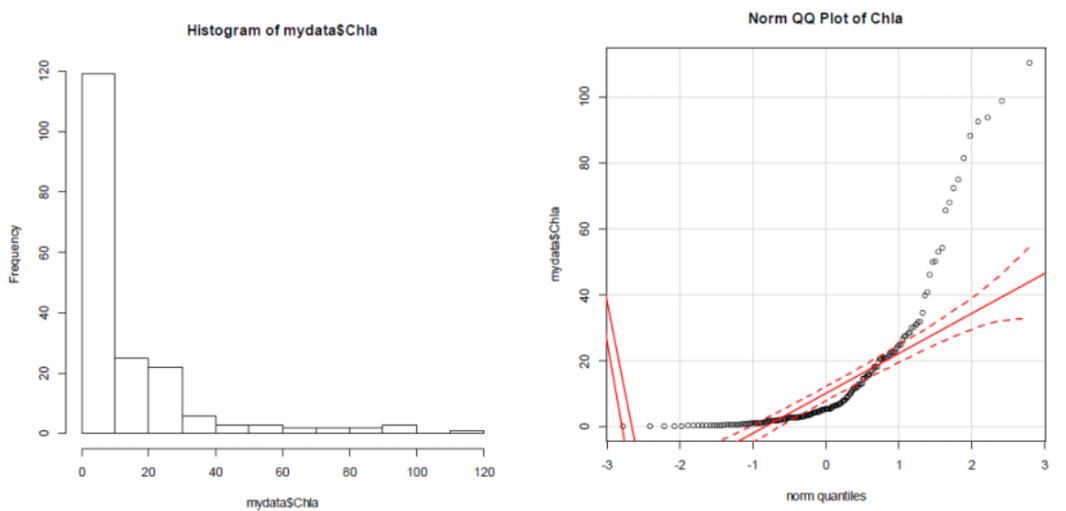 Histogram of mydata$Chla
Frequency
0
20
40
60
80
100
120
0 20 40 60 80 100 120
mydata$Chla
Norm QQ Plot of Chla
mydata$Chla
0
20
40
60
80
100
-3 -2 -1 0 1 2 3
norm quantiles